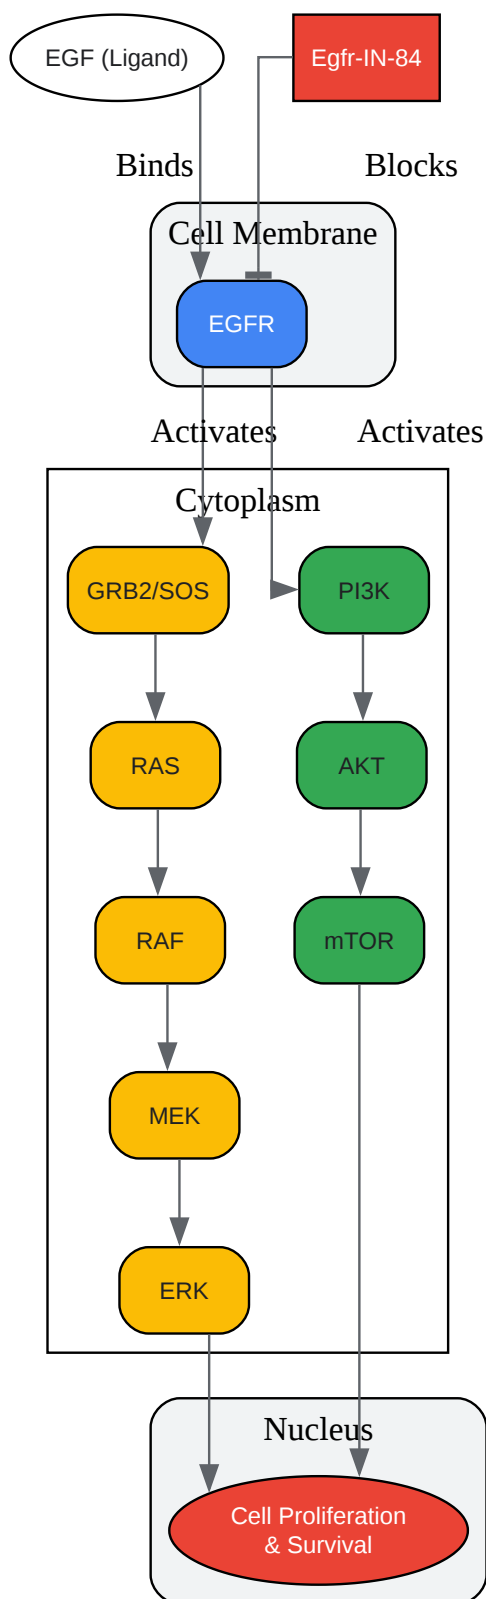 EGF (Ligand)
Egfr-IN-84
Binds
Blocks
Cell Membrane
EGFR
Activates
Activates
Cytoplasm
GRB2/SOS
PI3K
RAS
AKT
RAF
mTOR
MEK
ERK
Nucleus
Cell Proliferation
& Survival